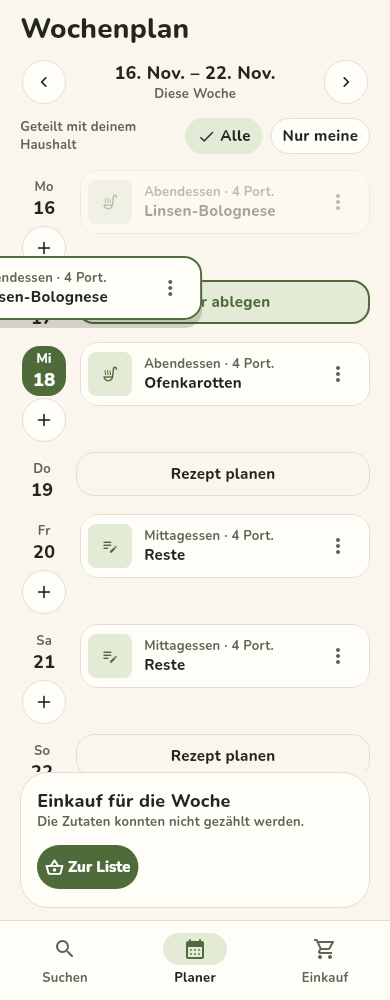 Wochenplan
16. Nov. – 22. Nov.
Diese Woche
Geteilt mit deinem
Haushalt
Alle
Nur meine
Mo
16
Abendessen · 4 Port.
Linsen-Bolognese
+
endessen · 4 Port.
sen-Bolognese
r ablegen
17
Mi
18
Abendessen · 4 Port.
Ofenkarotten
+
Do
19
Rezept planen
Fr
20
Mittagessen · 4 Port.
Reste
+
Sa
21
Mittagessen · 4 Port.
Reste
+
So
22
Rezept planen
Einkauf für die Woche
Die Zutaten konnten nicht gezählt werden.
Zur Liste
Suchen
Planer
Einkauf